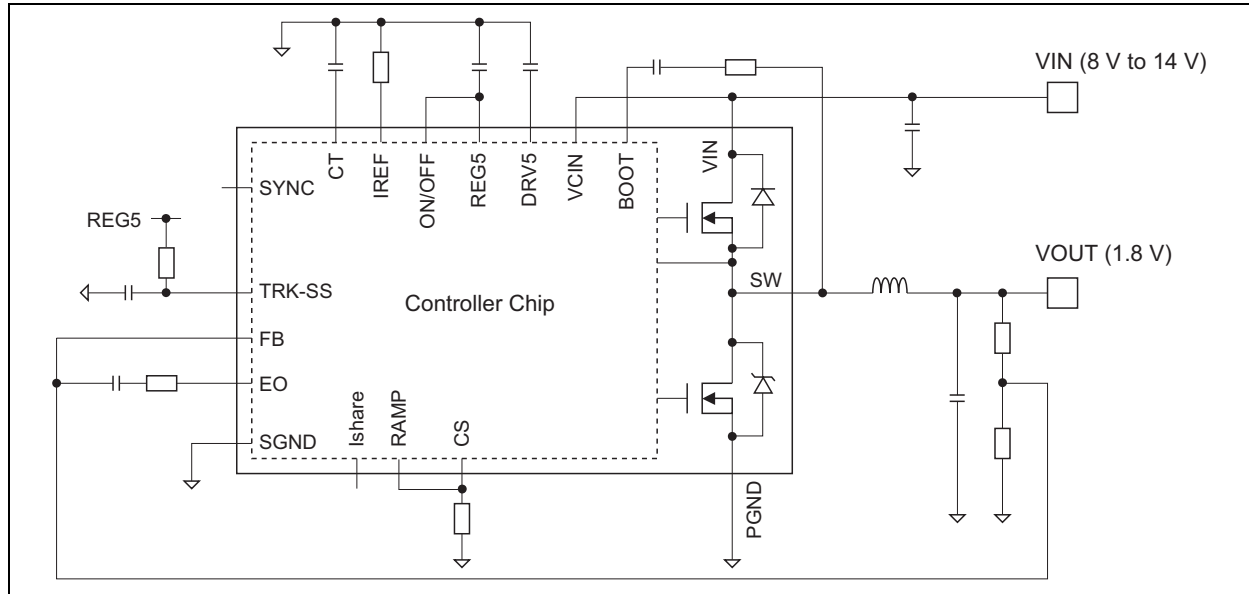 VIN (8 V to 14 V)
CT
IREF
ON/OFF
REG5
DRV5
VCIN
BOOT
VIN
SYNC
REG5
TRK-SS
Controller Chip
SW
VOUT (1.8 V)
FB
EO
SGND
Ishare
RAMP
CS
PGND